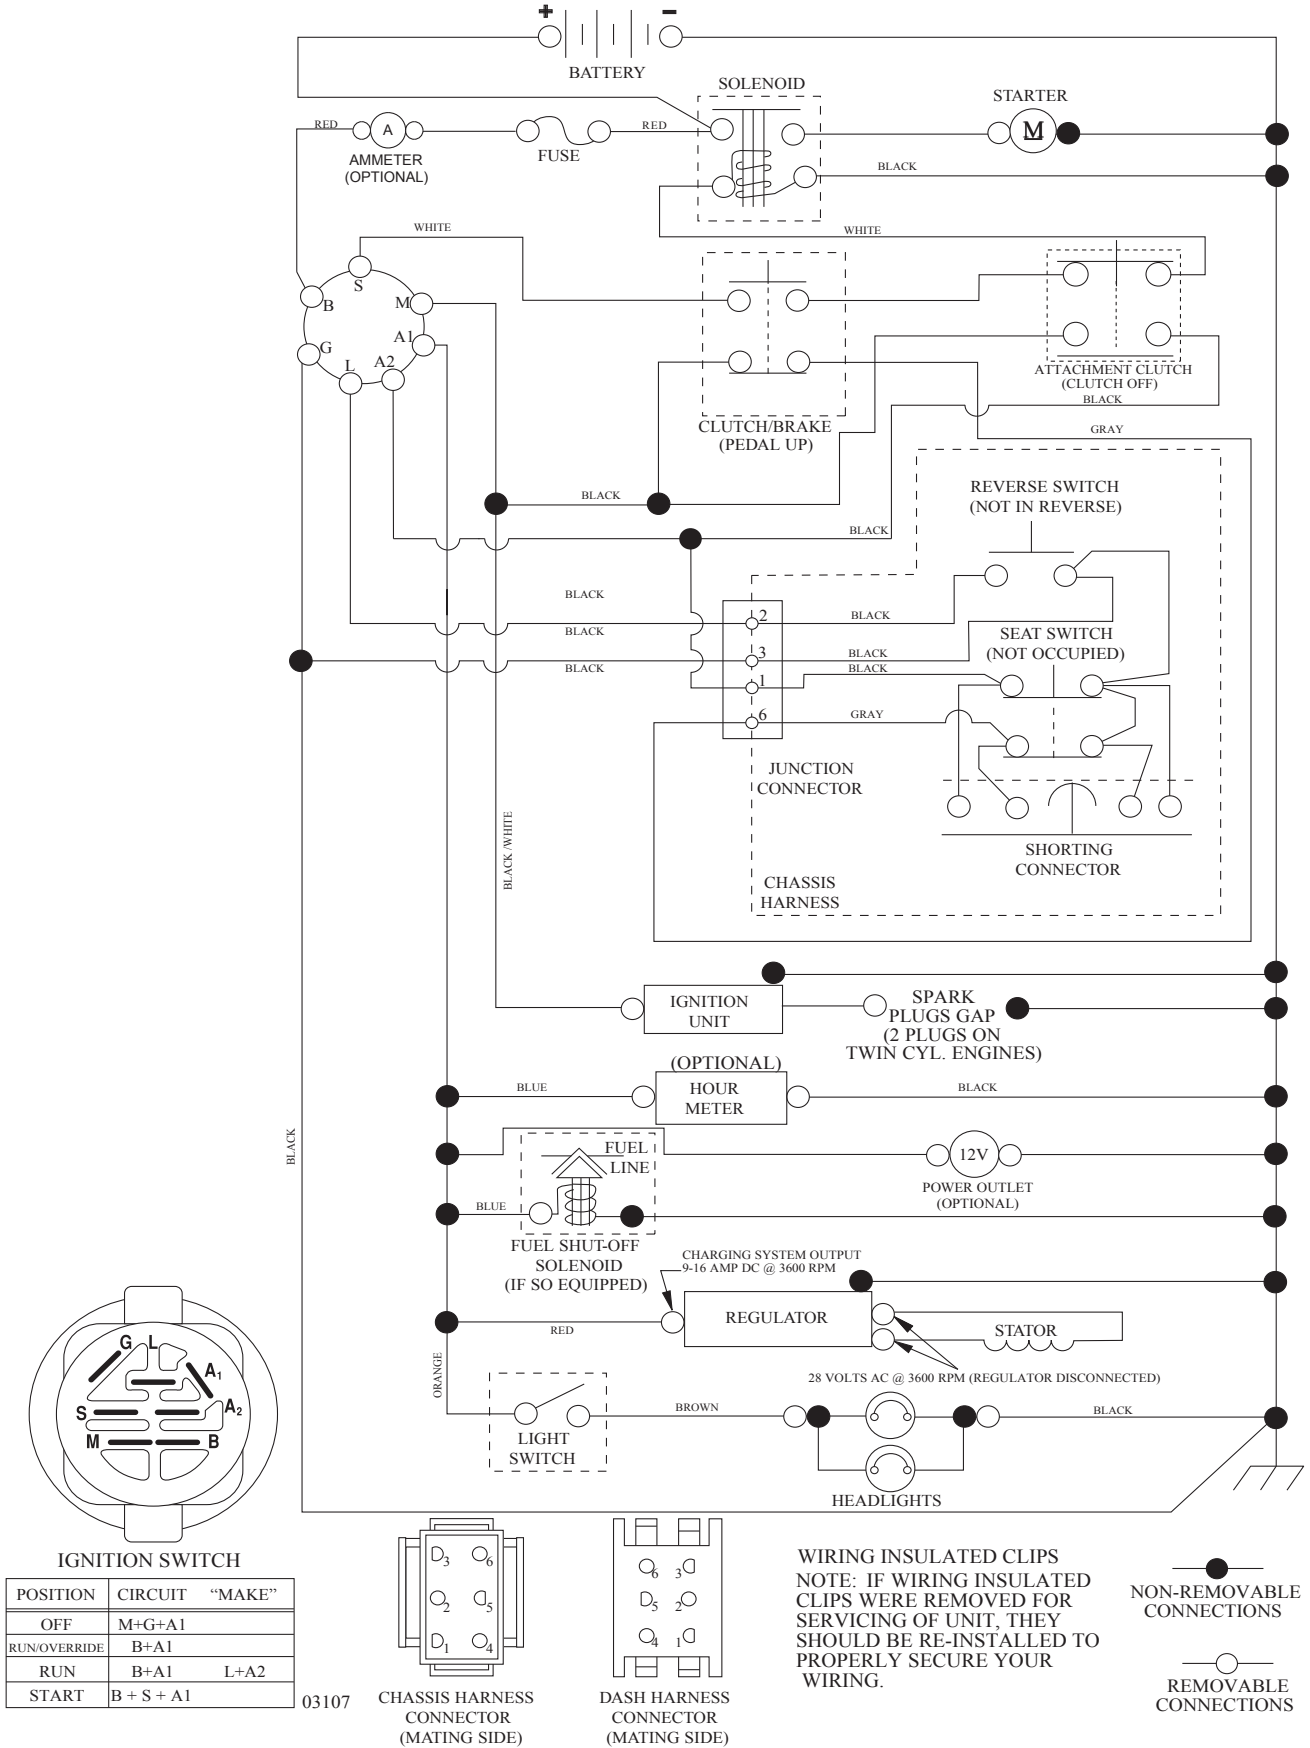 + −
BATTERY
SOLENOID
STARTER
RED
A
RED
M
AMMETER
(OPTIONAL)
FUSE
BLACK
WHITE
WHITE
S
B
M
A1
G
L
A2
ATTACHMENT CLUTCH
(CLUTCH OFF)
BLACK
CLUTCH/BRAKE
(PEDAL UP)
GRAY
REVERSE SWITCH
(NOT IN REVERSE)
BLACK
BLACK
BLACK
BLACK
2
BLACK
BLACK
SEAT SWITCH
(NOT OCCUPIED)
3
BLACK
BLACK
BLACK
1
6
GRAY
JUNCTION
CONNECTOR
BLACK /WHITE
SHORTING
CONNECTOR
CHASSIS
HARNESS
IGNITION
UNIT
SPARK
PLUGS GAP
(2 PLUGS ON
TWIN CYL. ENGINES)
(OPTIONAL)
BLUE
HOUR
METER
BLACK
BLACK
FUEL
LINE
12V
POWER OUTLET
(OPTIONAL)
BLUE
FUEL SHUT-OFF
SOLENOID
(IF SO EQUIPPED)
CHARGING SYSTEM OUTPUT
9-16 AMP DC @ 3600 RPM
REGULATOR
RED
STATOR
ORANGE
28 VOLTS AC @ 3600 RPM (REGULATOR DISCONNECTED)
BROWN
BLACK
LIGHT
SWITCH
HEADLIGHTS
G L
A1
A2
S
M
B
IGNITION SWITCH
POSITION CIRCUIT “MAKE”
OFF M+G+A1
RUN/OVERRIDE B+A1
RUN B+A1 L+A2
START B + S + A1
03107
3 6
2 5
1 4
CHASSIS HARNESS
CONNECTOR
(MATING SIDE)
6 3
5 2
4 1
DASH HARNESS
CONNECTOR
(MATING SIDE)
WIRING INSULATED CLIPS
NOTE: IF WIRING INSULATED
CLIPS WERE REMOVED FOR
SERVICING OF UNIT, THEY
SHOULD BE RE-INSTALLED TO
PROPERLY SECURE YOUR
WIRING.
NON-REMOVABLE
CONNECTIONS
REMOVABLE
CONNECTIONS